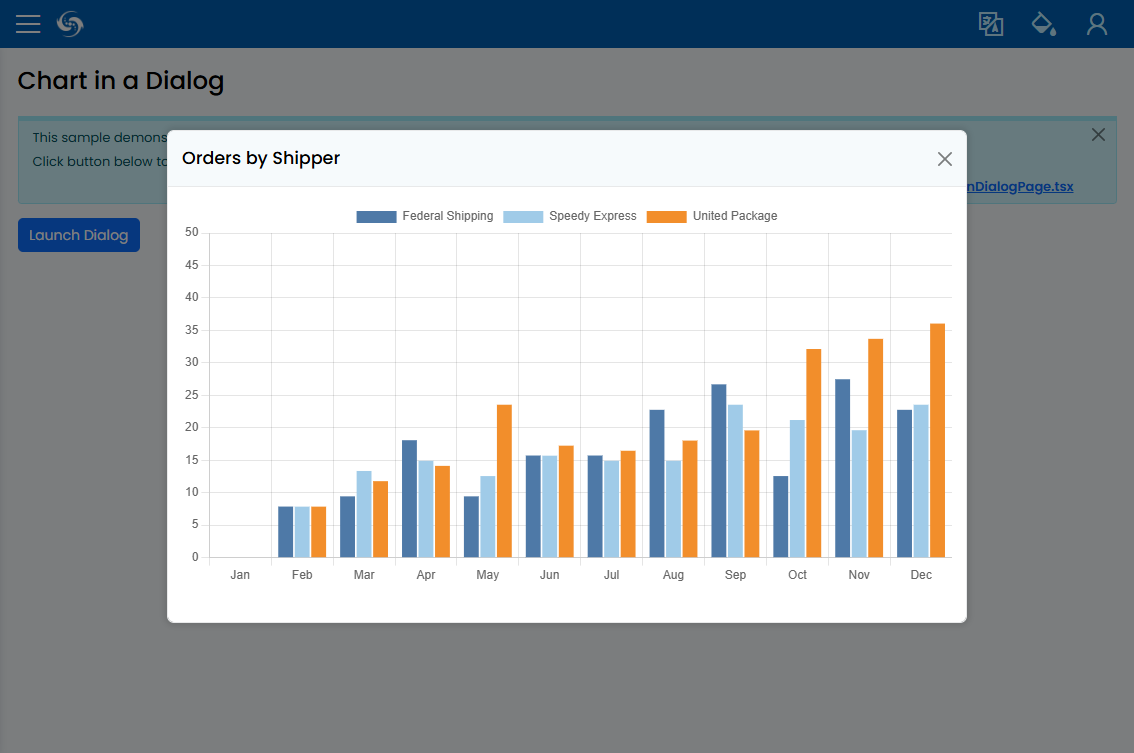 Chart in a Dialog
This sample demons
Click button below to
nDialogPage.tsx
Launch Dialog
Orders by Shipper
Federal Shipping Speedy Express United Package
50
45
40
35
30
25
20
15
10
5
0
Jan Feb Mar Apr May Jun Jul Aug Sep Oct Nov Dec